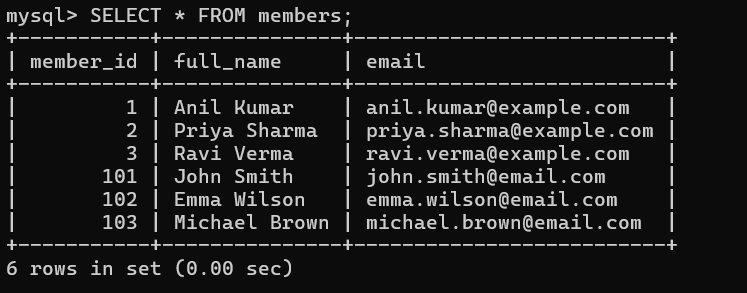 mysql> SELECT * FROM members;
+-----------+---------------+--------------------------+
| member_id | full_name     | email                    |
+-----------+---------------+--------------------------+
|         1 | Anil Kumar    | anil.kumar@example.com   |
|         2 | Priya Sharma  | priya.sharma@example.com |
|         3 | Ravi Verma    | ravi.verma@example.com   |
|       101 | John Smith    | john.smith@email.com     |
|       102 | Emma Wilson   | emma.wilson@email.com    |
|       103 | Michael Brown | michael.brown@email.com  |
+-----------+---------------+--------------------------+
6 rows in set (0.00 sec)